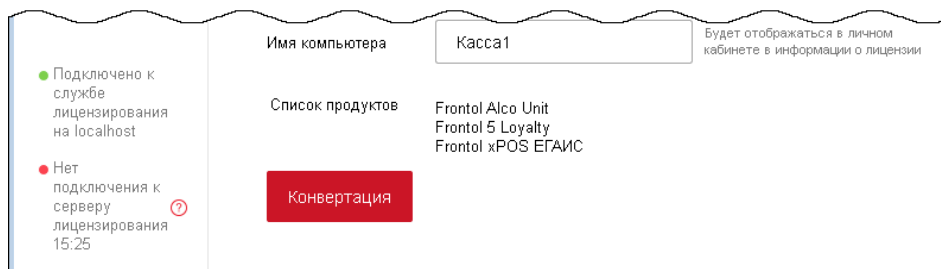 Имя компьютера
Касса1
Будет отображаться в личном
кабинете в информации о лицензии
Подключено к
службе
лицензирования
на localhost
Список продуктов
Frontol Alco Unit
Frontol 5 Loyalty
Frontol xPOS ЕГАИС
Нет
подключения к
серверу
лицензирования
15:25
?
Конвертация